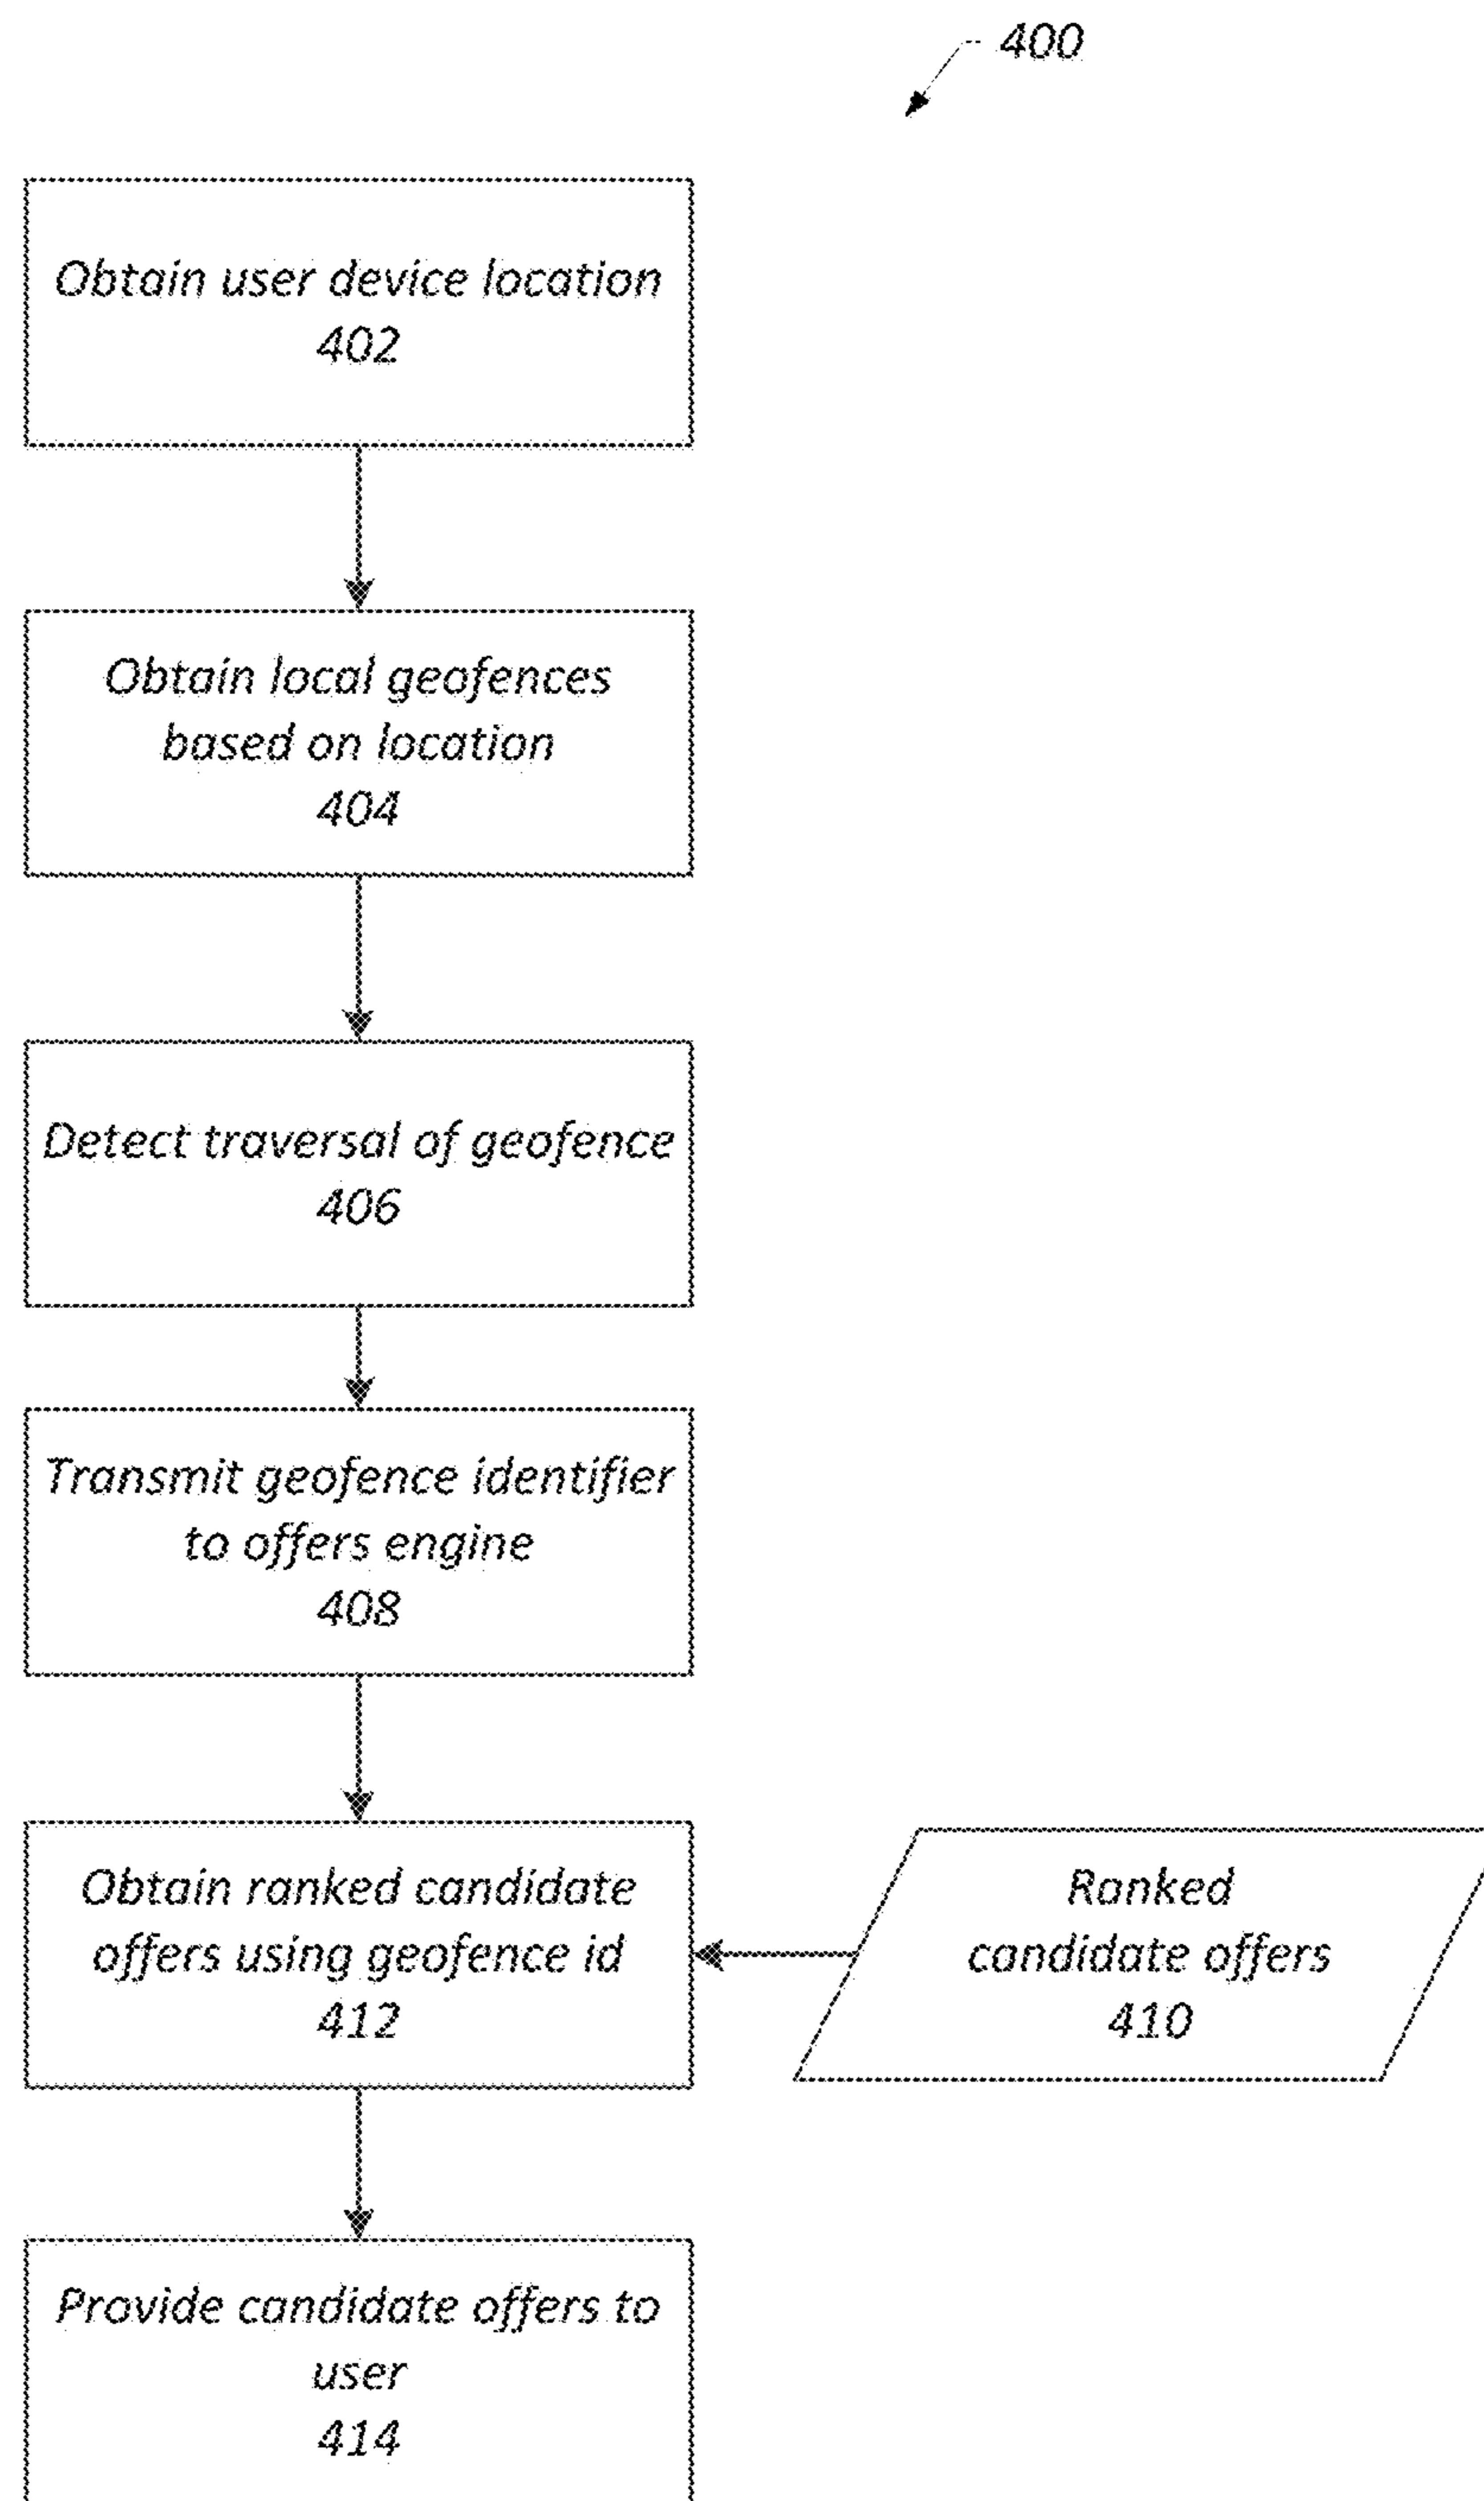 400
Obtain user device location
402
Obtain local geofences
based on location
404
Detect traversal of geofence
406
Transmit geofence identifier
to offers engine
408
Obtain ranked candidate
offers using geofence id
412
Ranked
candidate offers
410
Provide candidate offers to
user
414